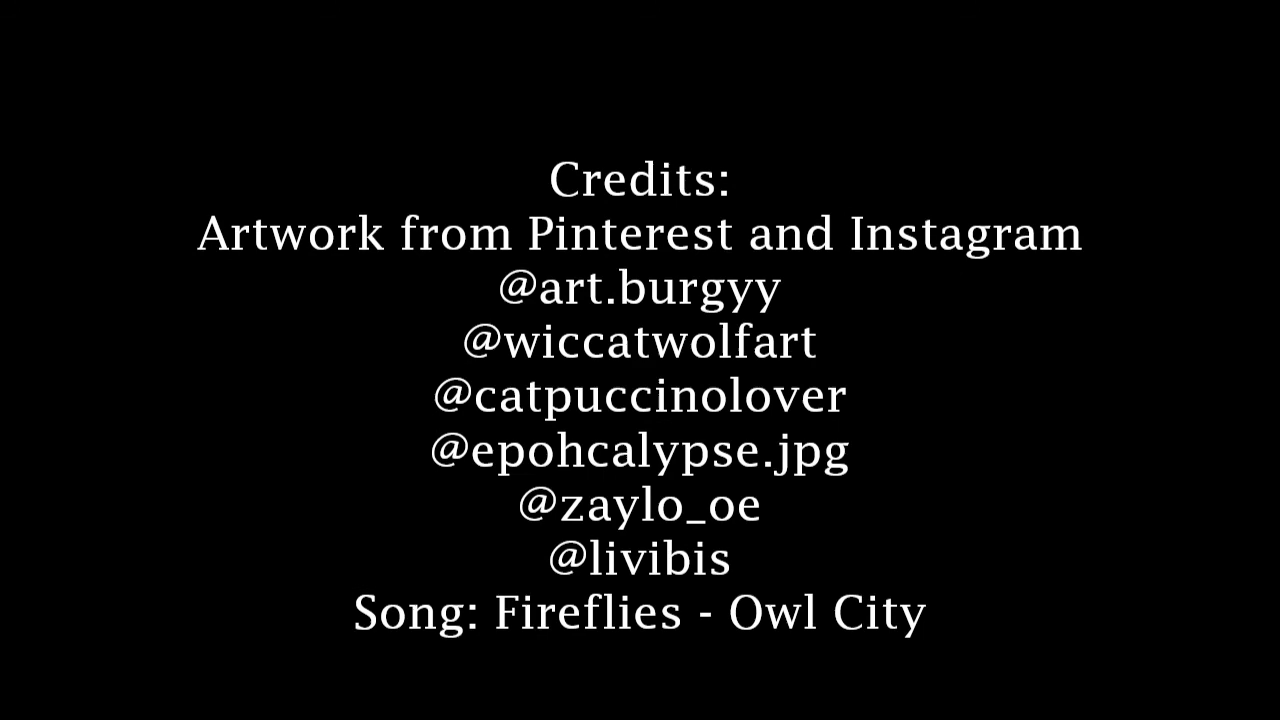 Credits:
Artwork from Pinterest and Instagram
@art.burgyy
@wiccatwolfart
@catpuccinolover
@epohcalypse.jpg
@zaylo_oe
@livibis
Song: Fireflies - Owl City